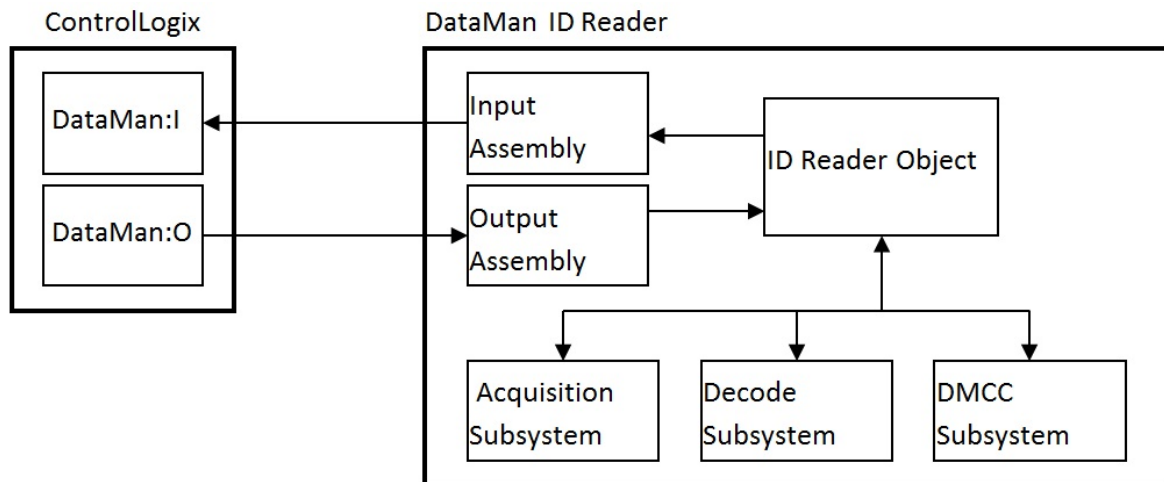 ControlLogix
DataMan ID Reader
DataMan:I
DataMan:O
Input
Assembly
Output
Assembly
ID Reader Object
Acquisition
Subsystem
Decode
Subsystem
DMCC
Subsystem